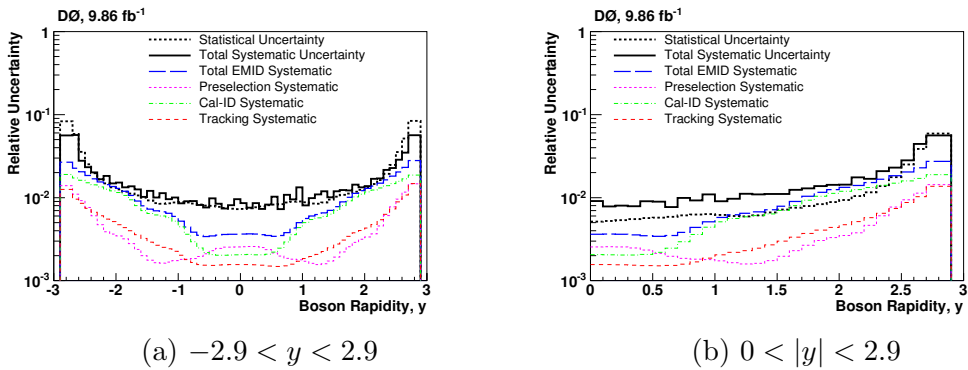 DØ, 9.86 fb-1
Relative Uncertainty
1
10-1
10-2
10-3
Statistical Uncertainty
Total Systematic Uncertainty
Total EMID Systematic
Preselection Systematic
Cal-ID Systematic
Tracking Systematic
-3 -2 -1 0 1 2 3
Boson Rapidity, y
(a) −2.9 < y < 2.9
DØ, 9.86 fb-1
Relative Uncertainty
1
10-1
10-2
10-3
Statistical Uncertainty
Total Systematic Uncertainty
Total EMID Systematic
Preselection Systematic
Cal-ID Systematic
Tracking Systematic
0 0.5 1 1.5 2 2.5 3
Boson Rapidity, y
(b) 0 < |y| < 2.9